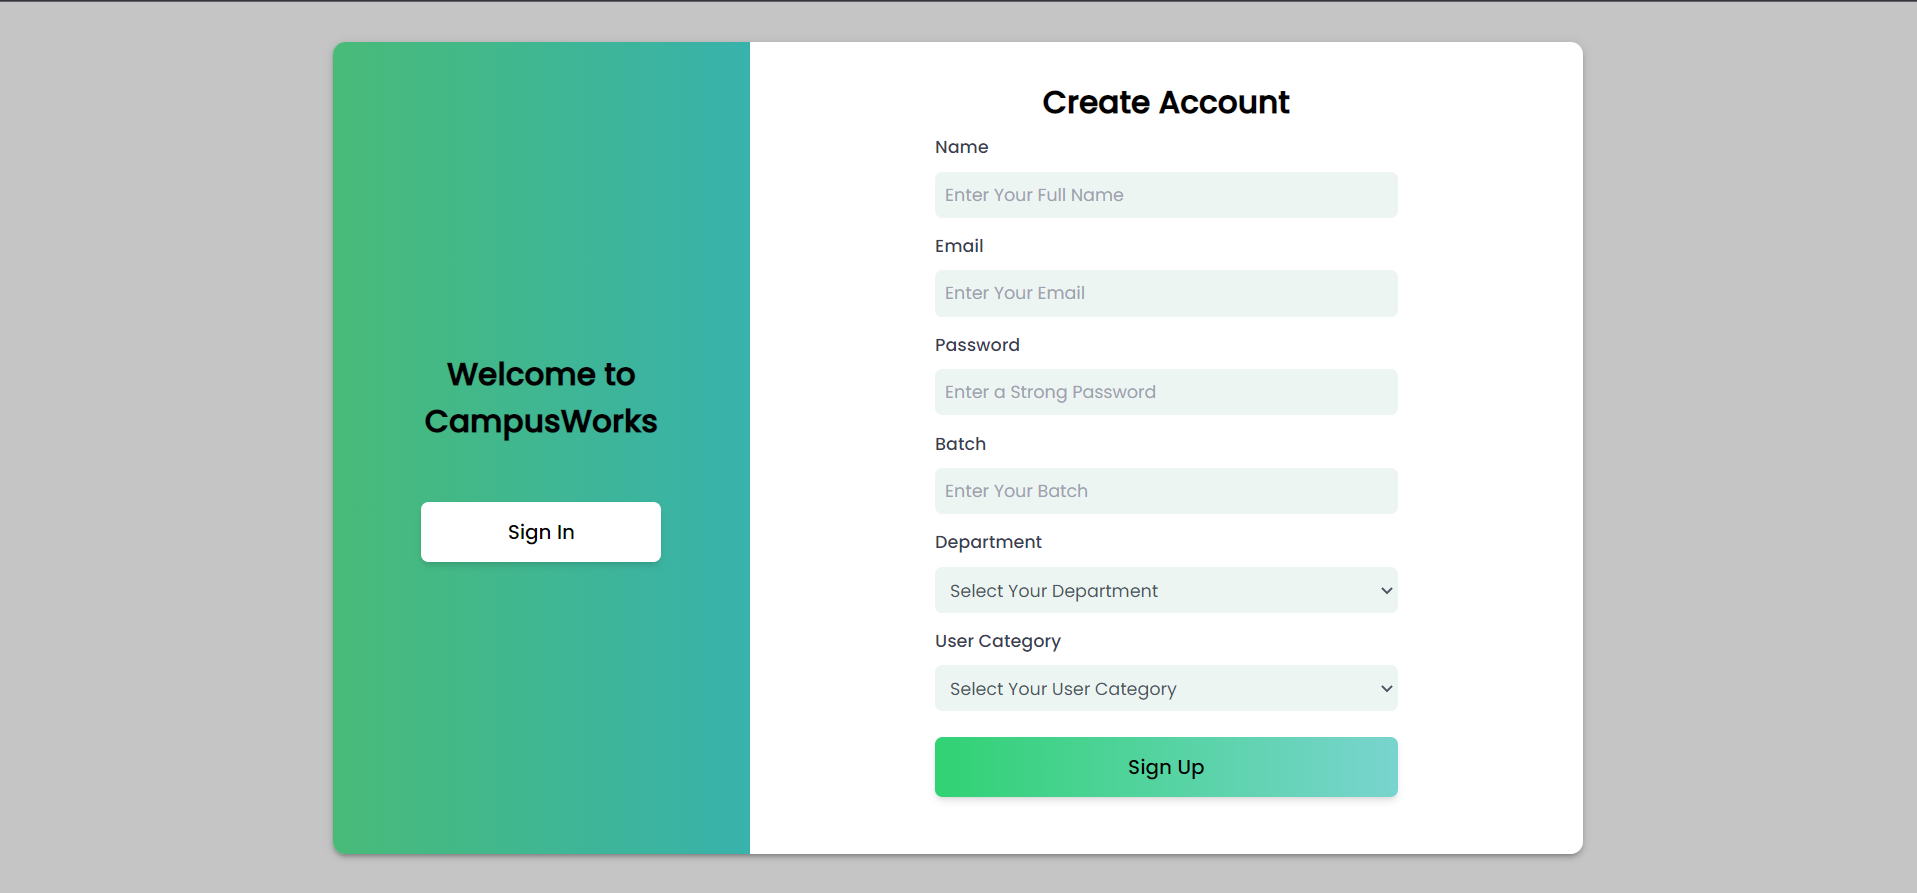 Welcome to
CampusWorks
Sign In
Create Account
Name
Enter Your Full Name
Email
Enter Your Email
Password
Enter a Strong Password
Batch
Enter Your Batch
Department
Select Your Department
User Category
Select Your User Category
Sign Up